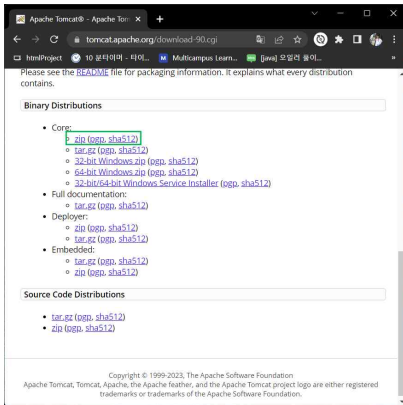 Apache Tomcat® - Apache Tom
tomcat.apache.org/download-90.cgi
htmlProject
10 분타이머 - 타이...
Multicampus Learn...
[java] 오일러 풀이...
Please see the README file for packaging information. It explains what every distribution
contains.
Binary Distributions
Core:
zip (pgp, sha512)
tar.gz (pgp, sha512)
32-bit Windows zip (pgp, sha512)
64-bit Windows zip (pgp, sha512)
32-bit/64-bit Windows Service Installer (pgp, sha512)
Full documentation:
tar.gz (pgp, sha512)
Deployer:
zip (pgp, sha512)
tar.gz (pgp, sha512)
Embedded:
tar.gz (pgp, sha512)
zip (pgp, sha512)
Source Code Distributions
tar.gz (pgp, sha512)
zip (pgp, sha512)
Copyright © 1999-2023, The Apache Software Foundation
Apache Tomcat, Tomcat, Apache, the Apache feather, and the Apache Tomcat project logo are either registered
trademarks or trademarks of the Apache Software Foundation.